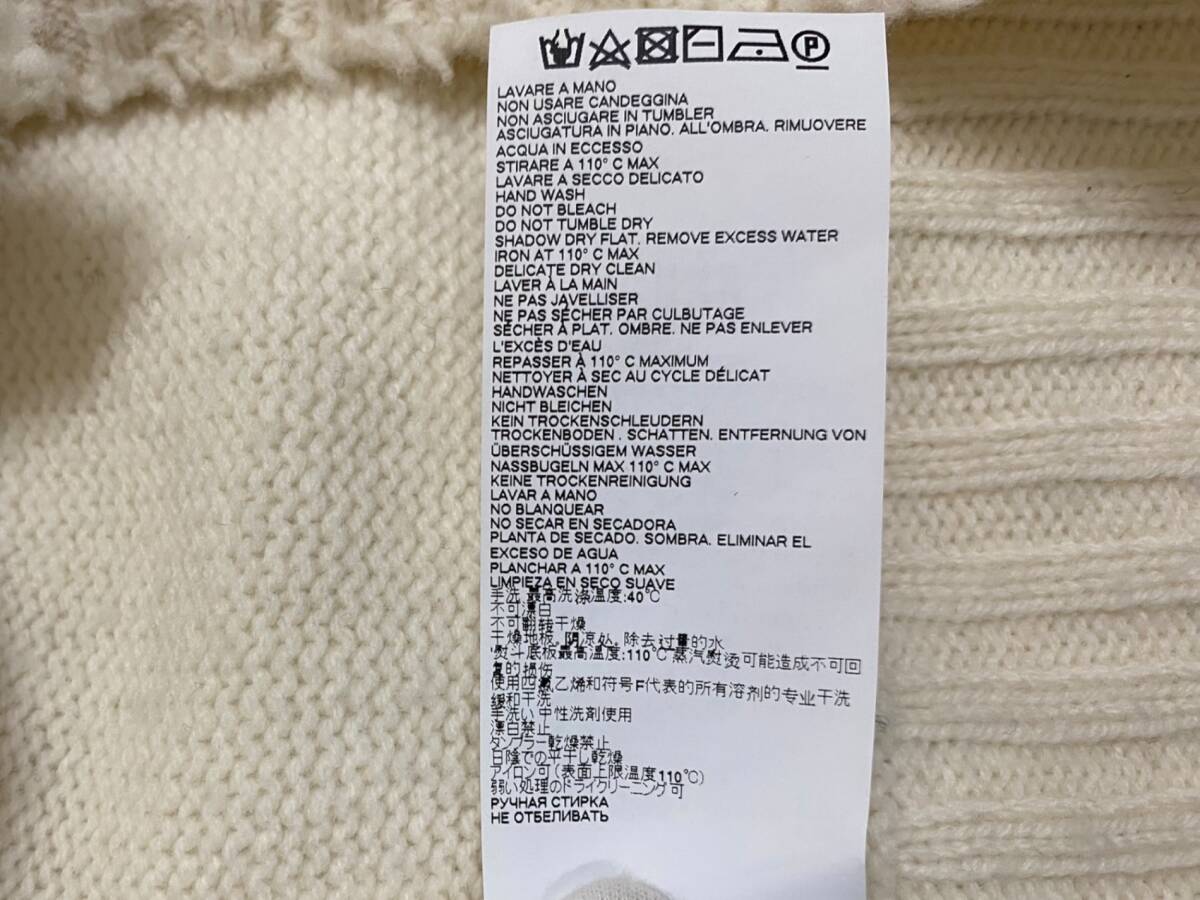 P
LAVARE A MANO
NON USARE CANDEGGINA
NON ASCIUGARE IN TUMBLER
ASCIUGATURA IN PIANO. ALL'OMBRA. RIMUOVERE
ACQUA IN ECCESSO
STIRARE A 110° C MAX
LAVARE A SECCO DELICATO
HAND WASH
DO NOT BLEACH
DO NOT TUMBLE DRY
SHADOW DRY FLAT. REMOVE EXCESS WATER
IRON AT 110° C MAX
DELICATE DRY CLEAN
LAVER À LA MAIN
NE PAS JAVELLISER
NE PAS SÉCHER PAR CULBUTAGE
SÉCHER À PLAT. OMBRE. NE PAS ENLEVER
L'EXCÈS D'EAU
REPASSER À 110° C MAXIMUM
NETTOYER À SEC AU CYCLE DÉLICAT
HANDWASCHEN
NICHT BLEICHEN
KEIN TROCKENSCHLEUDERN
TROCKENBODEN . SCHATTEN. ENTFERNUNG VON
ÜBERSCHÜSSIGEM WASSER
NASSBUGELN MAX 110° C MAX
KEINE TROCKENREINIGUNG
LAVAR A MANO
NO BLANQUEAR
NO SECAR EN SECADORA
PLANTA DE SECADO. SOMBRA. ELIMINAR EL
EXCESO DE AGUA
PLANCHAR A 110° C MAX
LIMPIEZA EN SECO SUAVE
手洗 最高洗涤温度:40℃
不可漂白
不可翻转干燥
干燥地板。阴凉处。除去过量的水
熨斗底板最高温度:110℃蒸汽熨烫可能造成不可回
复的损伤
使用四氯乙烯和符号F代表的所有溶剂的专业干洗
缓和干洗
手洗い 中性洗剤使用
漂白禁止
タンブラー乾燥禁止
日陰での平干し乾燥
アイロン可(表面上限温度110℃)
弱い処理のドライクリーニング可
РУЧНАЯ СТИРКА
НЕ ОТБЕЛИВАТЬ